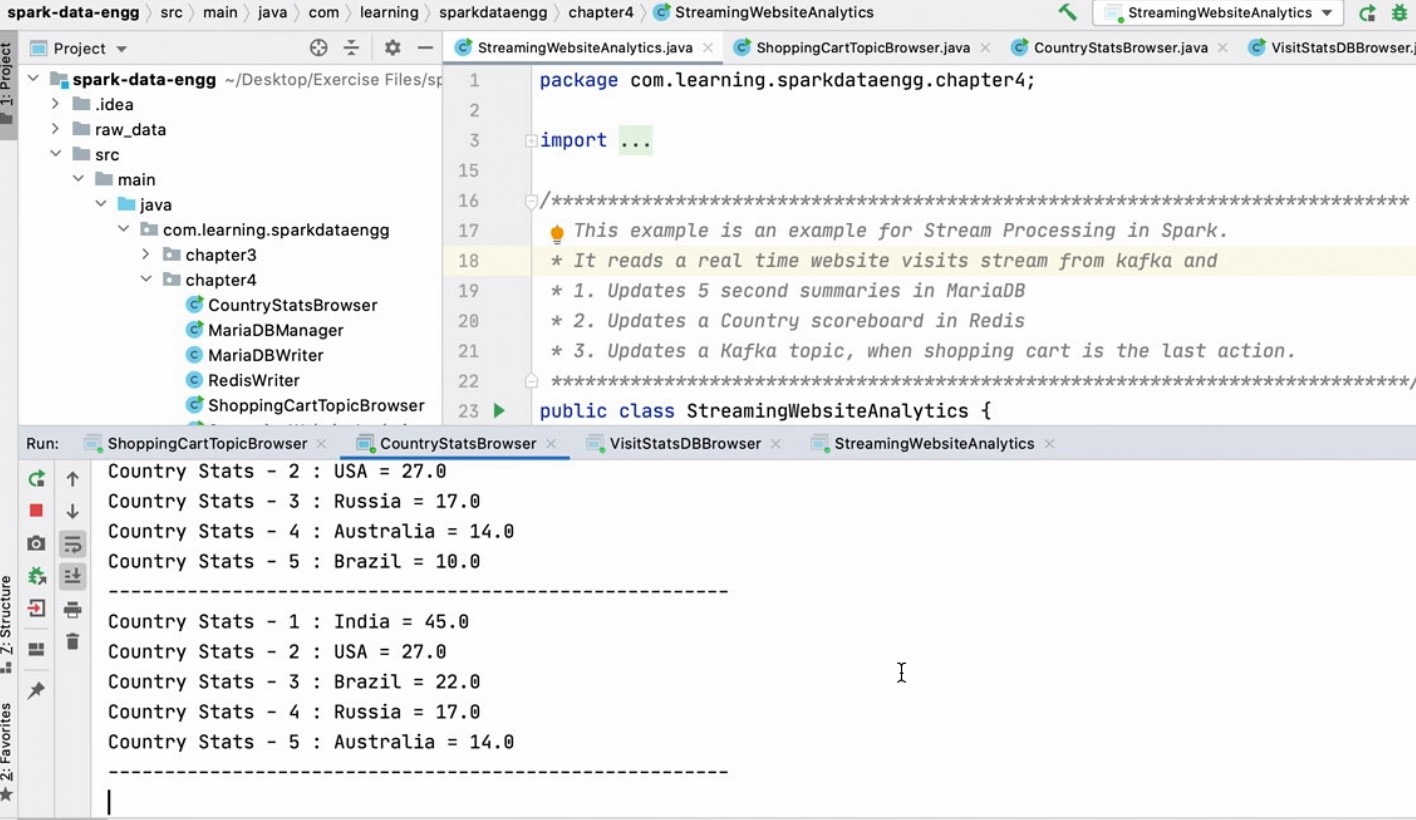 spark-data-engg > src > main > java > com > learning > sparkdataengg > chapter4 > StreamingWebsiteAnalytics
StreamingWebsiteAnalytics
1: Project
Project
StreamingWebsiteAnalytics.java
ShoppingCartTopicBrowser.java
CountryStatsBrowser.java
VisitStatsDBBrowser.j
spark-data-engg ~/Desktop/Exercise Files/sp
.idea
raw_data
src
main
java
com.learning.sparkdataengg
chapter3
chapter4
CountryStatsBrowser
MariaDBManager
MariaDBWriter
RedisWriter
ShoppingCartTopicBrowser
1 package com.learning.sparkdataengg.chapter4;
2
3 import ...
15
16 /****************************************************************************
17 This example is an example for Stream Processing in Spark.
18 * It reads a real time website visits stream from kafka and
19 * 1. Updates 5 second summaries in MariaDB
20 * 2. Updates a Country scoreboard in Redis
21 * 3. Updates a Kafka topic, when shopping cart is the last action.
22 ****************************************************************************/
23 public class StreamingWebsiteAnalytics {
Run: ShoppingCartTopicBrowser CountryStatsBrowser VisitStatsDBBrowser StreamingWebsiteAnalytics
Country Stats - 2 : USA = 27.0
Country Stats - 3 : Russia = 17.0
Country Stats - 4 : Australia = 14.0
Country Stats - 5 : Brazil = 10.0
-------------------------------------------------------
Country Stats - 1 : India = 45.0
Country Stats - 2 : USA = 27.0
Country Stats - 3 : Brazil = 22.0
Country Stats - 4 : Russia = 17.0
Country Stats - 5 : Australia = 14.0
-------------------------------------------------------
Z: Structure
2: Favorites